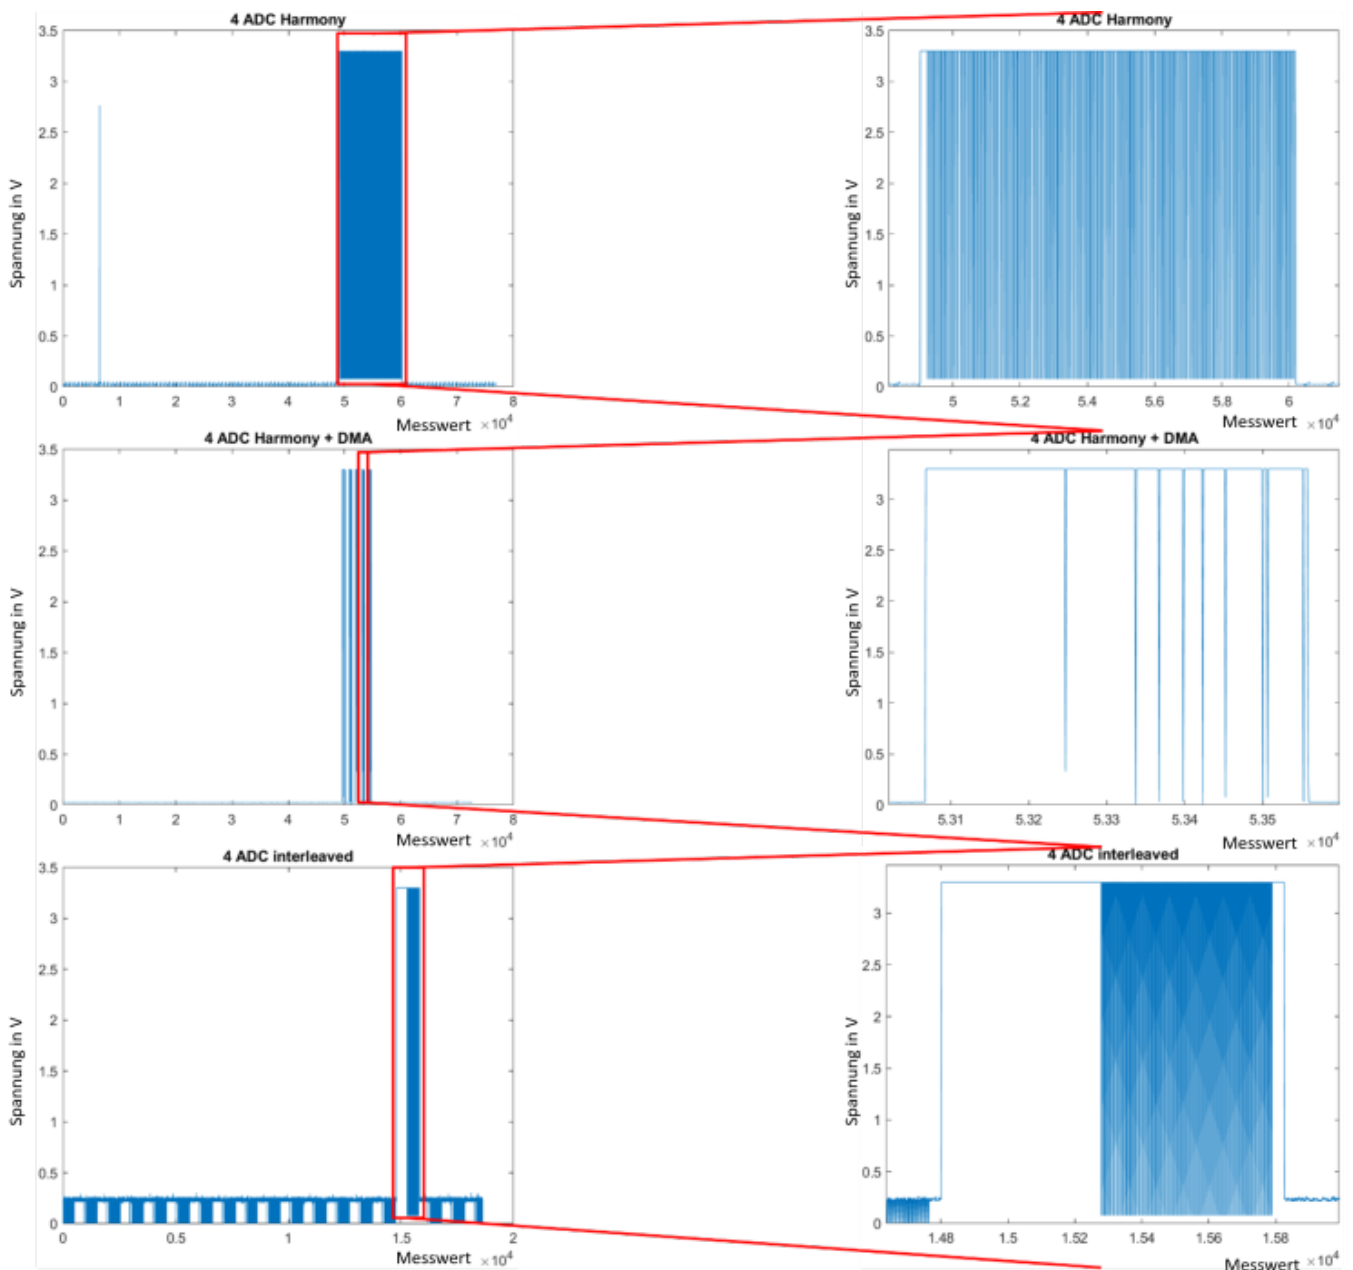 4 ADC Harmony
3.5
3
2.5
2
1.5
1
0.5
0
Spannung in V
0 1 2 3 4 5 6 7 8
Messwert ×10⁴
4 ADC Harmony
3.5
3
2.5
2
1.5
1
0.5
0
Spannung in V
5 5.2 5.4 5.6 5.8 6
Messwert ×10⁴
4 ADC Harmony + DMA
3.5
3
2.5
2
1.5
1
0.5
0
Spannung in V
0 1 2 3 4 5 6 7 8
Messwert ×10⁴
4 ADC Harmony + DMA
3
2.5
2
1.5
1
0.5
0
Spannung in V
5.31 5.32 5.33 5.34 5.35
Messwert ×10⁴
4 ADC interleaved
3.5
3
2.5
2
1.5
1
0.5
0
Spannung in V
0 0.5 1 1.5 2
Messwert ×10⁴
4 ADC interleaved
3
2.5
2
1.5
1
0.5
0
Spannung in V
1.48 1.5 1.52 1.54 1.56 1.58
Messwert ×10⁴